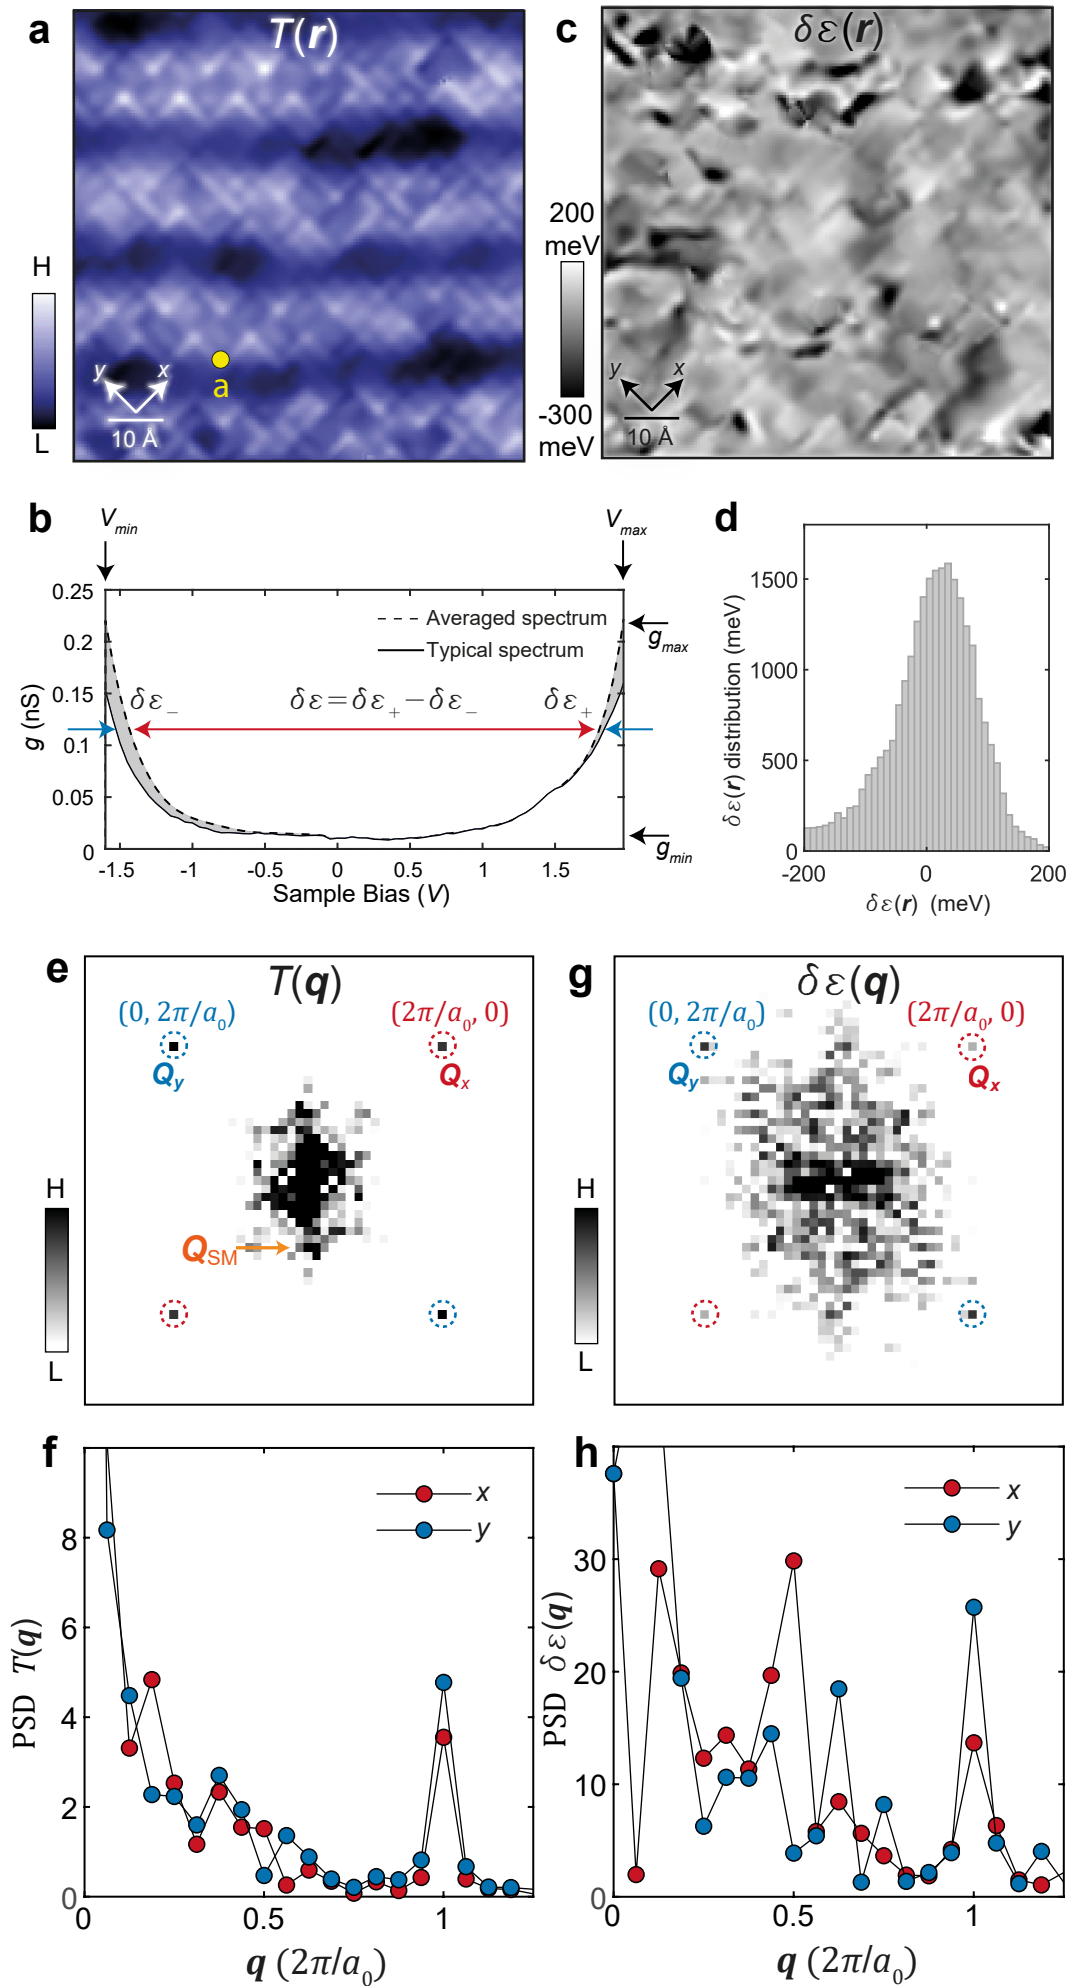 a
T(r)
H
L
y
x
10 Å
a
c
δε(r)
200
meV
-300
meV
y
x
10 Å
b
V_min
V_max
0.25
0.2
0.15
0.1
0.05
0
g (nS)
Averaged spectrum
Typical spectrum
g_max
g_min
δε_-
δε=δε_+−δε_-
δε_+
-1.5
-1
-0.5
0
0.5
1
1.5
Sample Bias (V)
d
1500
1000
500
0
δε(r) distribution (meV)
-200
0
200
δε(r) (meV)
e
T(q)
(0, 2π/a_0)
(2π/a_0, 0)
Q_y
Q_x
H
L
Q_SM
g
δε(q)
(0, 2π/a_0)
(2π/a_0, 0)
Q_y
Q_x
H
L
f
x
y
8
6
4
2
0
PSD T(q)
0
0.5
1
q (2π/a_0)
h
x
y
30
20
10
0
PSD δε(q)
0
0.5
1
q (2π/a_0)